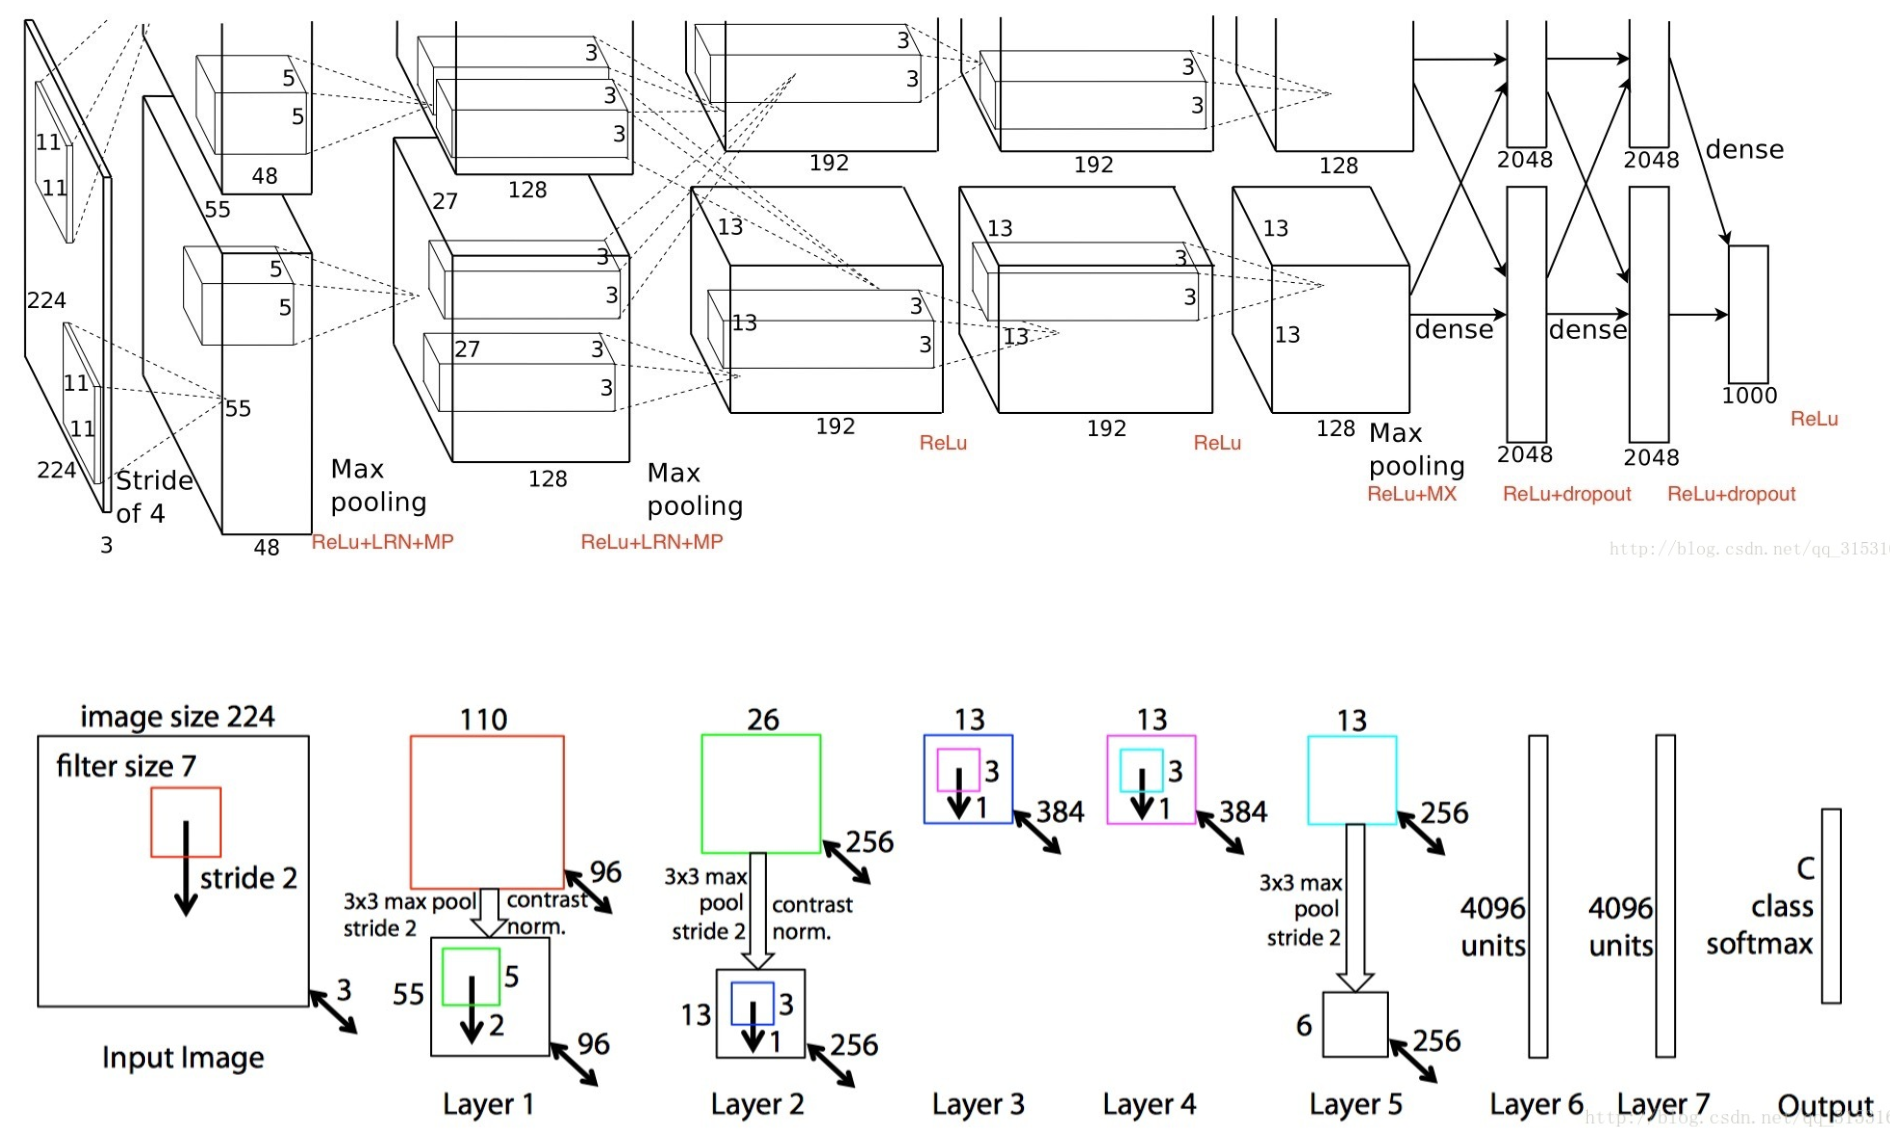 3
5
3
3
3
5
3
3
3
11
3
11
48
128
192
192
128
2048
2048
dense
55
27
13
13
13
5
3
3
5
3
3
3
224
13
13
13
27
3
3
11
3
55
11
dense
dense
1000
192
192
128
2048
2048
ReLu
ReLu
ReLu
224
Stride
of 4
Max
pooling
128
Max
pooling
Max
pooling
ReLu+MX
ReLu+dropout
ReLu+dropout
3
48
ReLu+LRN+MP
ReLu+LRN+MP
http://blog.csdn.net/qq_31531
image size 224
110
26
13
13
13
filter size 7
3
3
1
1
stride 2
384
384
256
256
96
3x3 max pool
stride 2
contrast
norm.
3x3 max
pool
stride 2
contrast
norm.
3x3 max
pool
stride 2
4096
units
4096
units
C
class
softmax
3
55
5
2
96
13
3
1
256
6
256
Input Image
Layer 1
Layer 2
Layer 3
Layer 4
Layer 5
Layer 6
Layer 7
Output